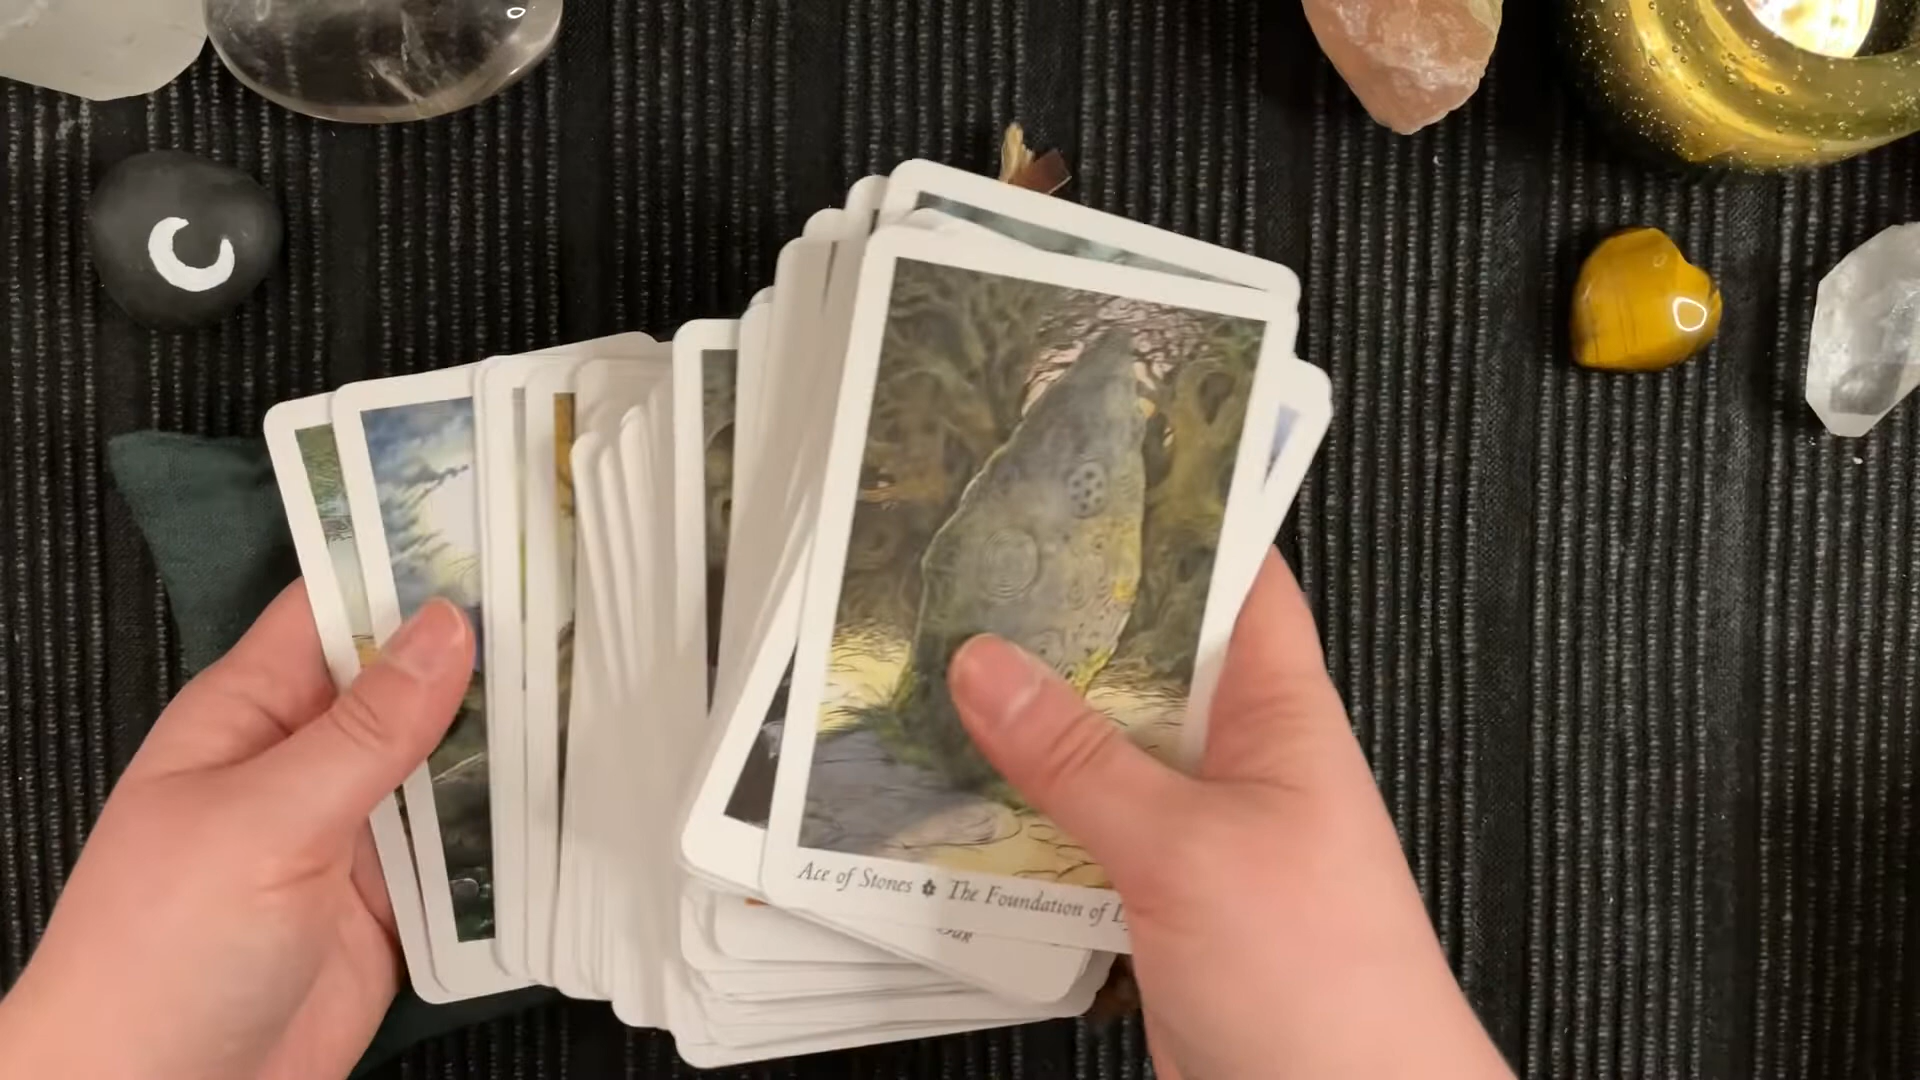 Ace of Stones ✿ The Foundation of